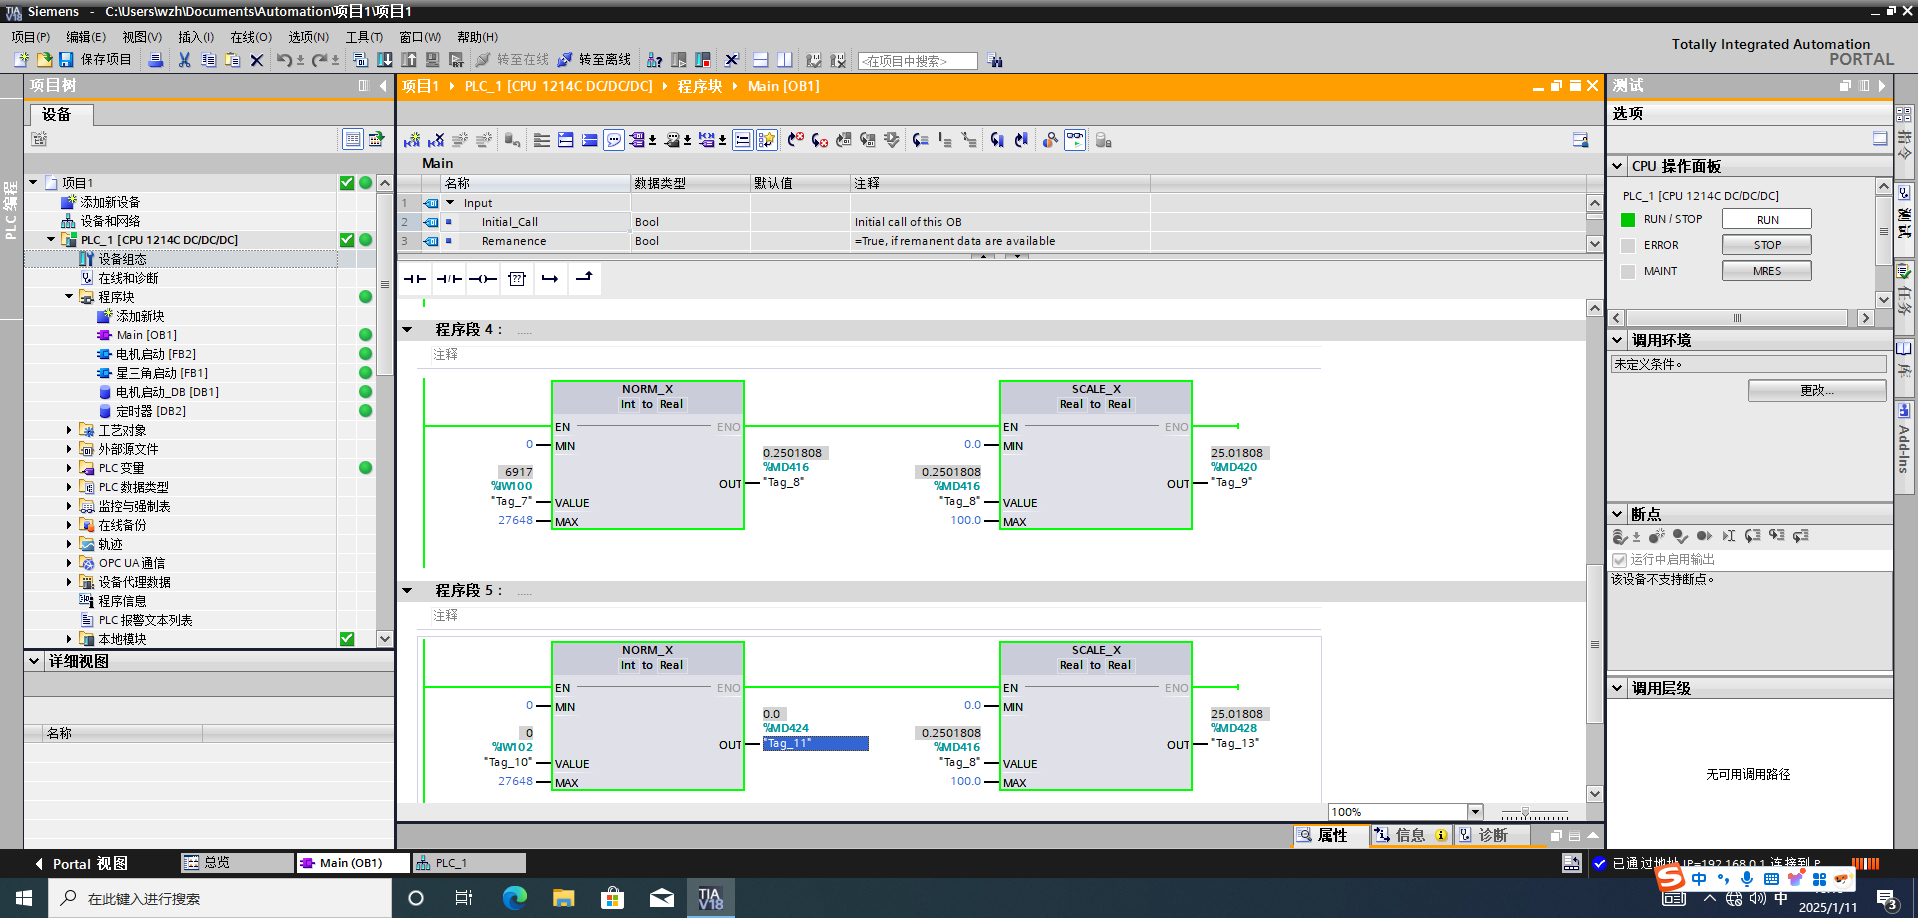 Siemens - C:\Users\wzh\Documents\Automation\项目1\项目1
项目(P) 编辑(E) 视图(V) 插入(I) 在线(O) 选项(N) 工具(T) 窗口(W) 帮助(H)
Totally Integrated Automation
PORTAL
保存项目
转至在线
转至离线
<在项目中搜索>
项目树
设备
PLC 编程
项目1
添加新设备
设备和网络
PLC_1 [CPU 1214C DC/DC/DC]
设备组态
在线和诊断
程序块
添加新块
Main [OB1]
电机启动 [FB2]
星三角启动 [FB1]
电机启动_DB [DB1]
定时器 [DB2]
工艺对象
外部源文件
PLC 变量
PLC 数据类型
监控与强制表
在线备份
轨迹
OPC UA 通信
设备代理数据
程序信息
PLC 报警文本列表
本地模块
详细视图
名称
项目1 PLC_1 [CPU 1214C DC/DC/DC] 程序块 Main [OB1]
Main
名称 数据类型 默认值 注释
1 Input
2 Initial_Call Bool Initial call of this OB
3 Remanence Bool =True, if remanent data are available
程序段 4： .....
注释
NORM_X
Int to Real
EN ENO
0 MIN
6917
%IW100
"Tag_7" VALUE
27648 MAX
OUT
0.2501808
%MD416
"Tag_8"
SCALE_X
Real to Real
EN ENO
0.0 MIN
0.2501808
%MD416
"Tag_8" VALUE
100.0 MAX
OUT
25.01808
%MD420
"Tag_9"
程序段 5： .....
注释
NORM_X
Int to Real
EN ENO
0 MIN
0
%IW102
"Tag_10" VALUE
27648 MAX
OUT
0.0
%MD424
"Tag_11"
SCALE_X
Real to Real
EN ENO
0.0 MIN
0.2501808
%MD416
"Tag_8" VALUE
100.0 MAX
OUT
25.01808
%MD428
"Tag_13"
100%
属性 信息 诊断
测试
选项
CPU 操作面板
PLC_1 [CPU 1214C DC/DC/DC]
RUN / STOP RUN
ERROR STOP
MAINT MRES
调用环境
未定义条件。
更改...
断点
运行中启用输出
该设备不支持断点。
调用层级
无可用调用路径
测试
任务
库
Add-Ins
Portal 视图
总览
Main (OB1)
PLC_1
已通过地址 IP=192.168.0.1 连接到 P
在此键入进行搜索
TIA V18
中
中
2025/1/11
3